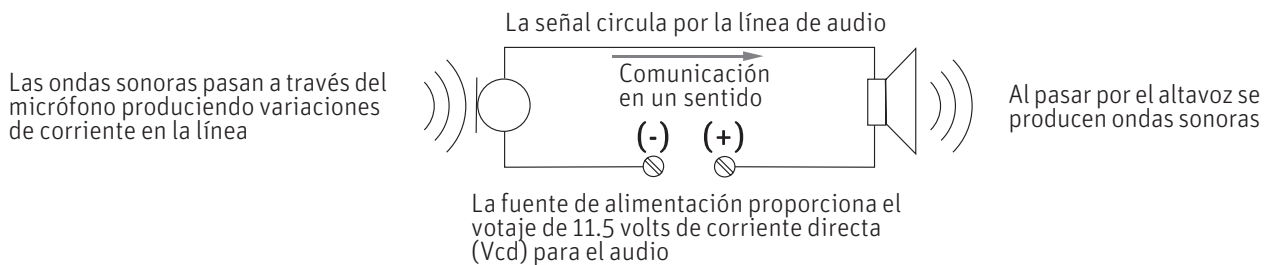 La señal circula por la línea de audio
Las ondas sonoras pasan a través del
micrófono produciendo variaciones
de corriente en la línea
Comunicación
en un sentido
(-) (+)
Al pasar por el altavoz se
producen ondas sonoras
La fuente de alimentación proporciona el
votaje de 11.5 volts de corriente directa
(Vcd) para el audio